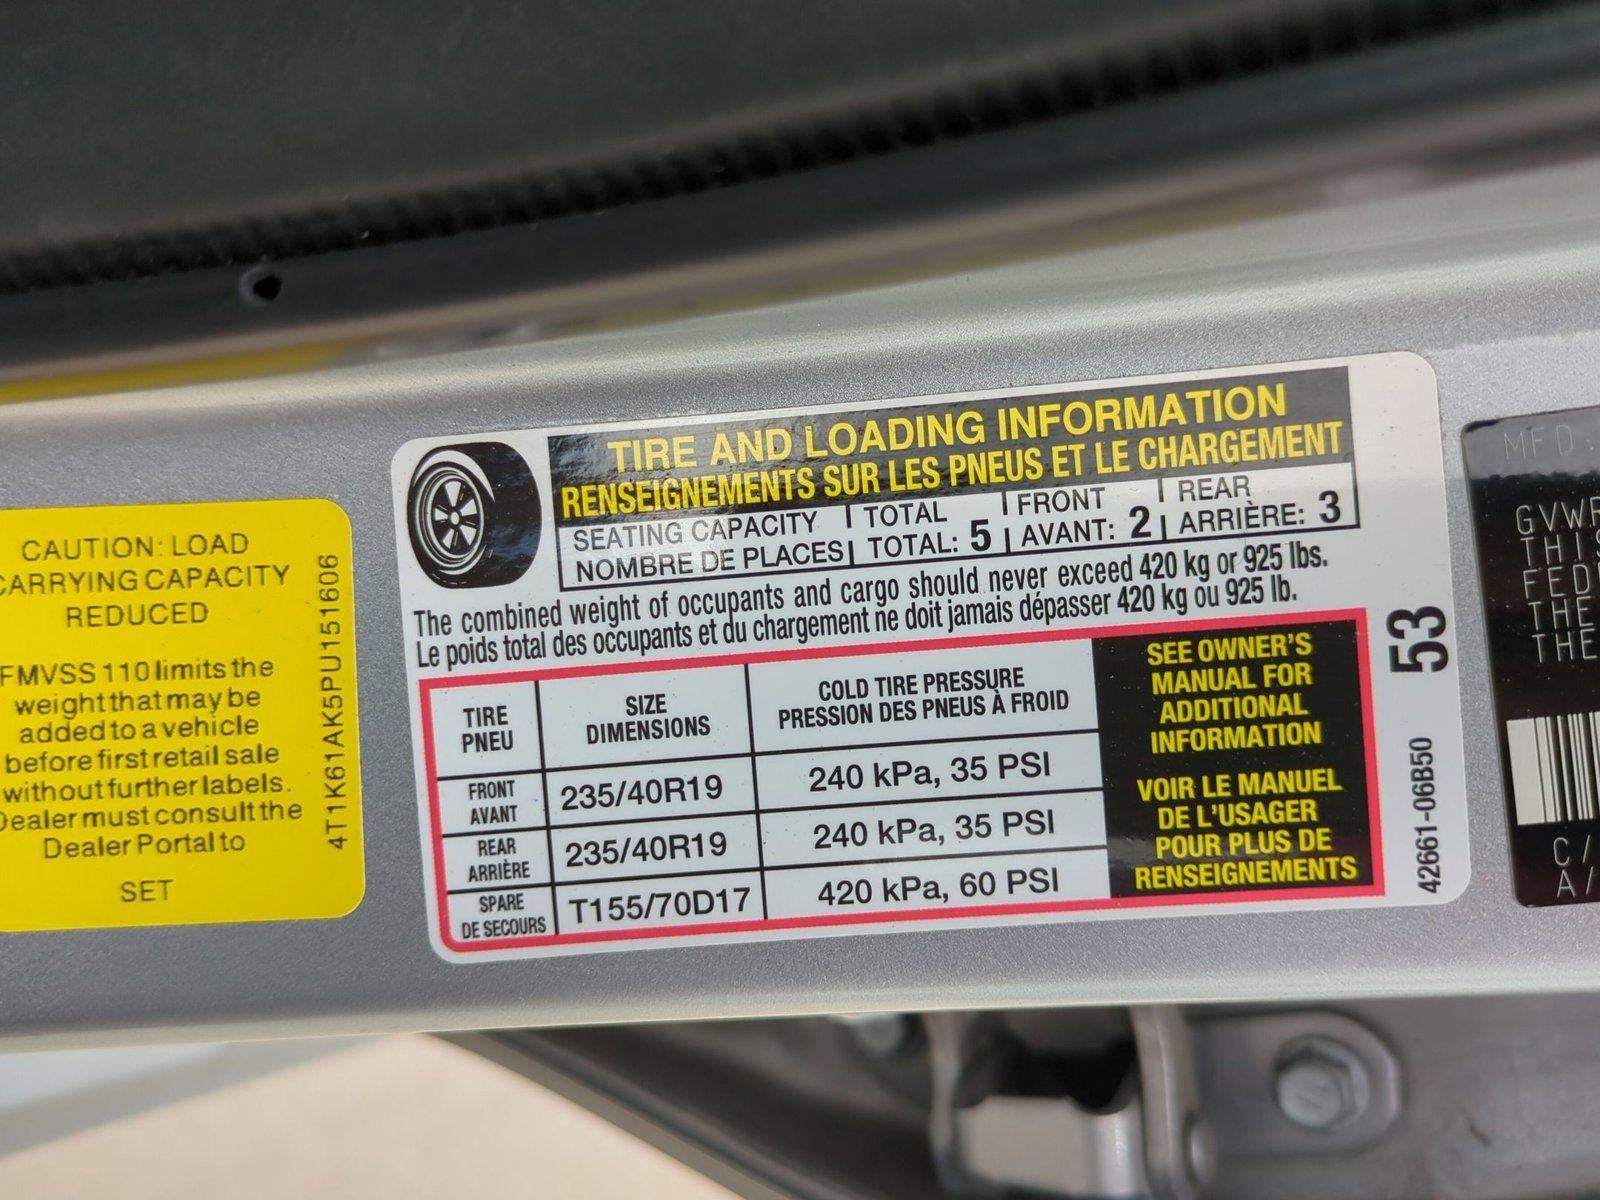 CAUTION: LOAD
CARRYING CAPACITY
REDUCED
FMVSS 110 limits the
weight that may be
added to a vehicle
before first retail sale
without further labels.
Dealer must consult the
Dealer Portal to
SET
4T1K61AK5PU151606
TIRE AND LOADING INFORMATION
RENSEIGNEMENTS SUR LES PNEUS ET LE CHARGEMENT
SEATING CAPACITY
NOMBRE DE PLACES
TOTAL
TOTAL: 5
FRONT
AVANT: 2
REAR
ARRIÈRE: 3
The combined weight of occupants and cargo should never exceed 420 kg or 925 lbs.
Le poids total des occupants et du chargement ne doit jamais dépasser 420 kg ou 925 lb.
TIRE
PNEU
SIZE
DIMENSIONS
COLD TIRE PRESSURE
PRESSION DES PNEUS À FROID
FRONT
AVANT
235/40R19
240 kPa, 35 PSI
REAR
ARRIÈRE
235/40R19
240 kPa, 35 PSI
SPARE
DE SECOURS
T155/70D17
420 kPa, 60 PSI
SEE OWNER'S
MANUAL FOR
ADDITIONAL
INFORMATION
VOIR LE MANUEL
DE L'USAGER
POUR PLUS DE
RENSEIGNEMENTS
53
42661-06B50
MFD
GVWR
THIS
FED
THE
THE
C/
A/